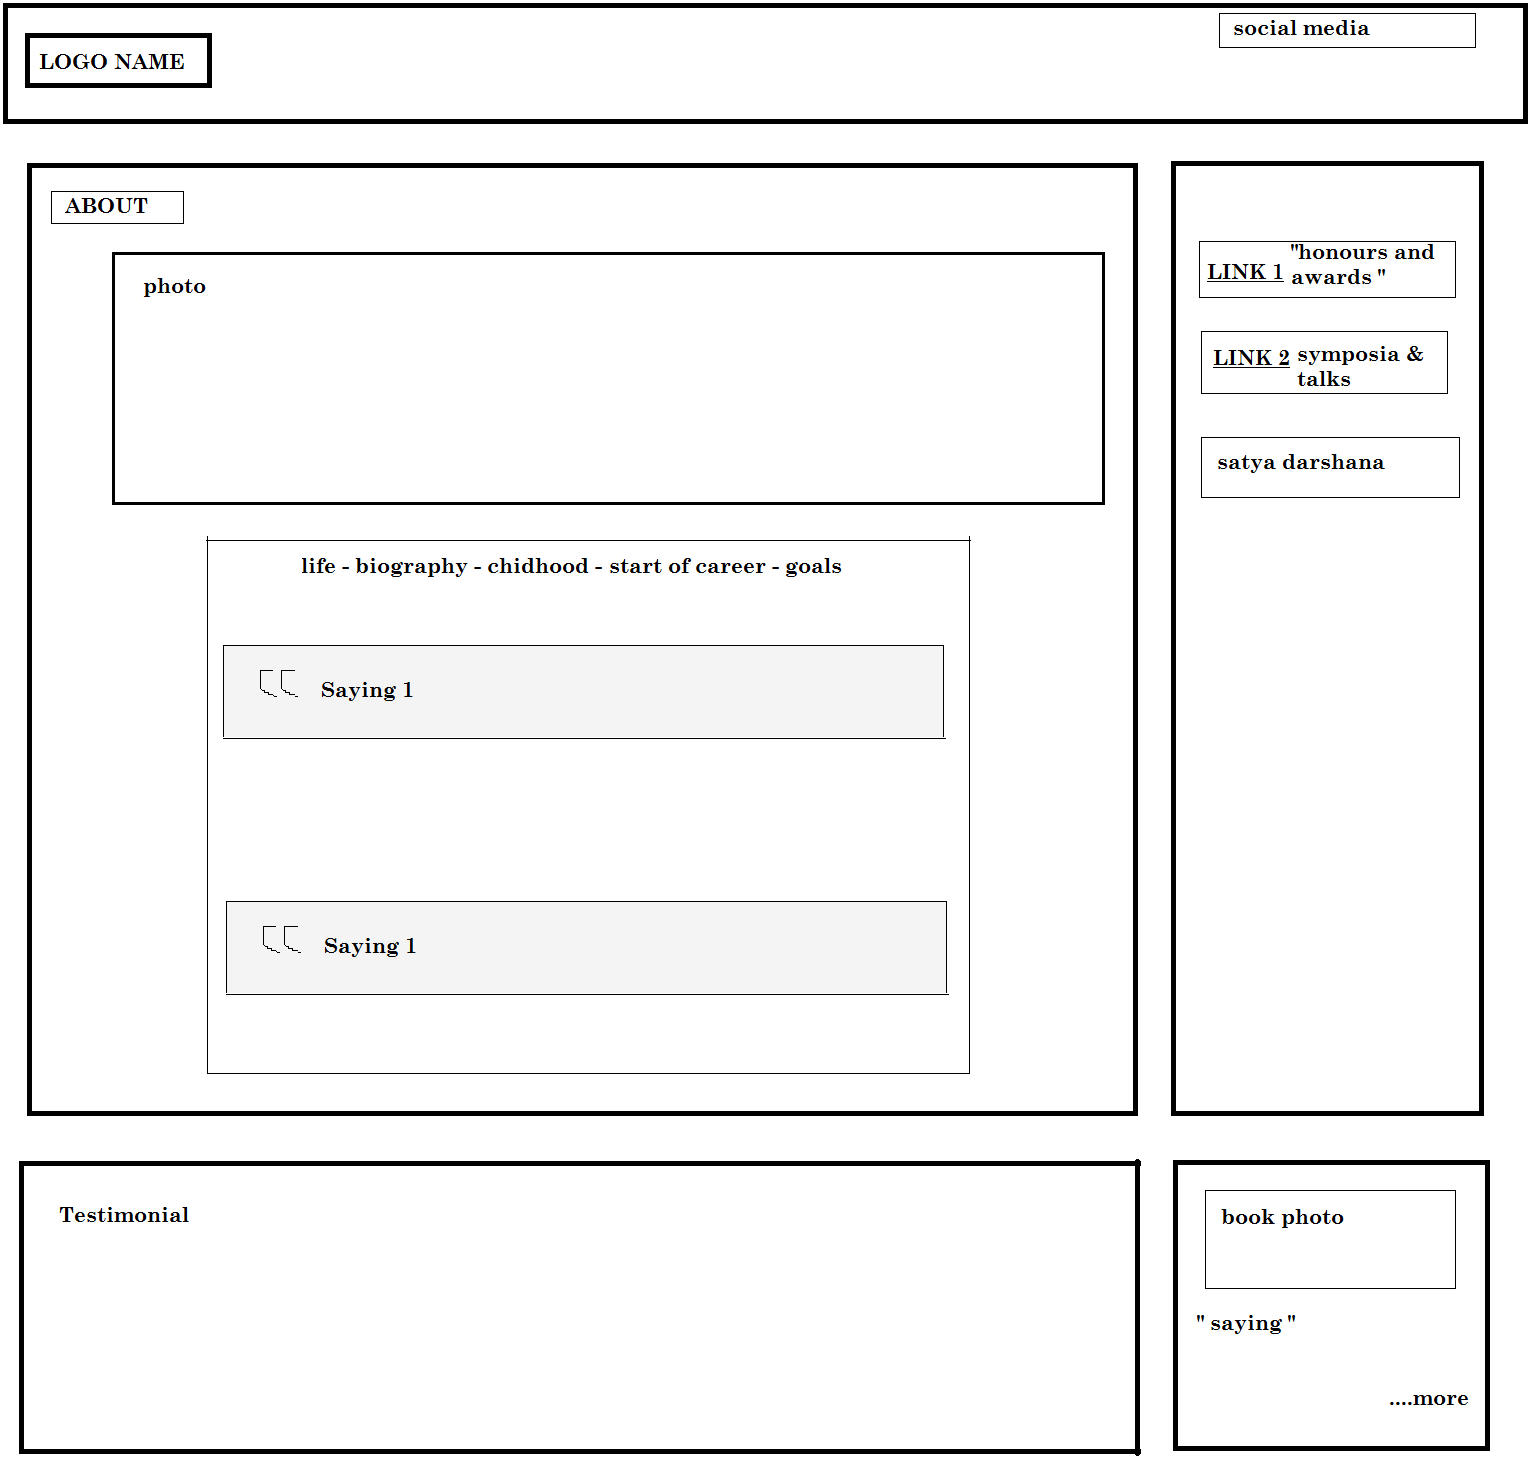 social media
LOGO NAME
ABOUT
photo
life - biography - chidhood - start of career - goals
Saying 1
Saying 1
LINK 1 "honours and
awards "
LINK 2 symposia &
talks
satya darshana
Testimonial
book photo
" saying "
....more